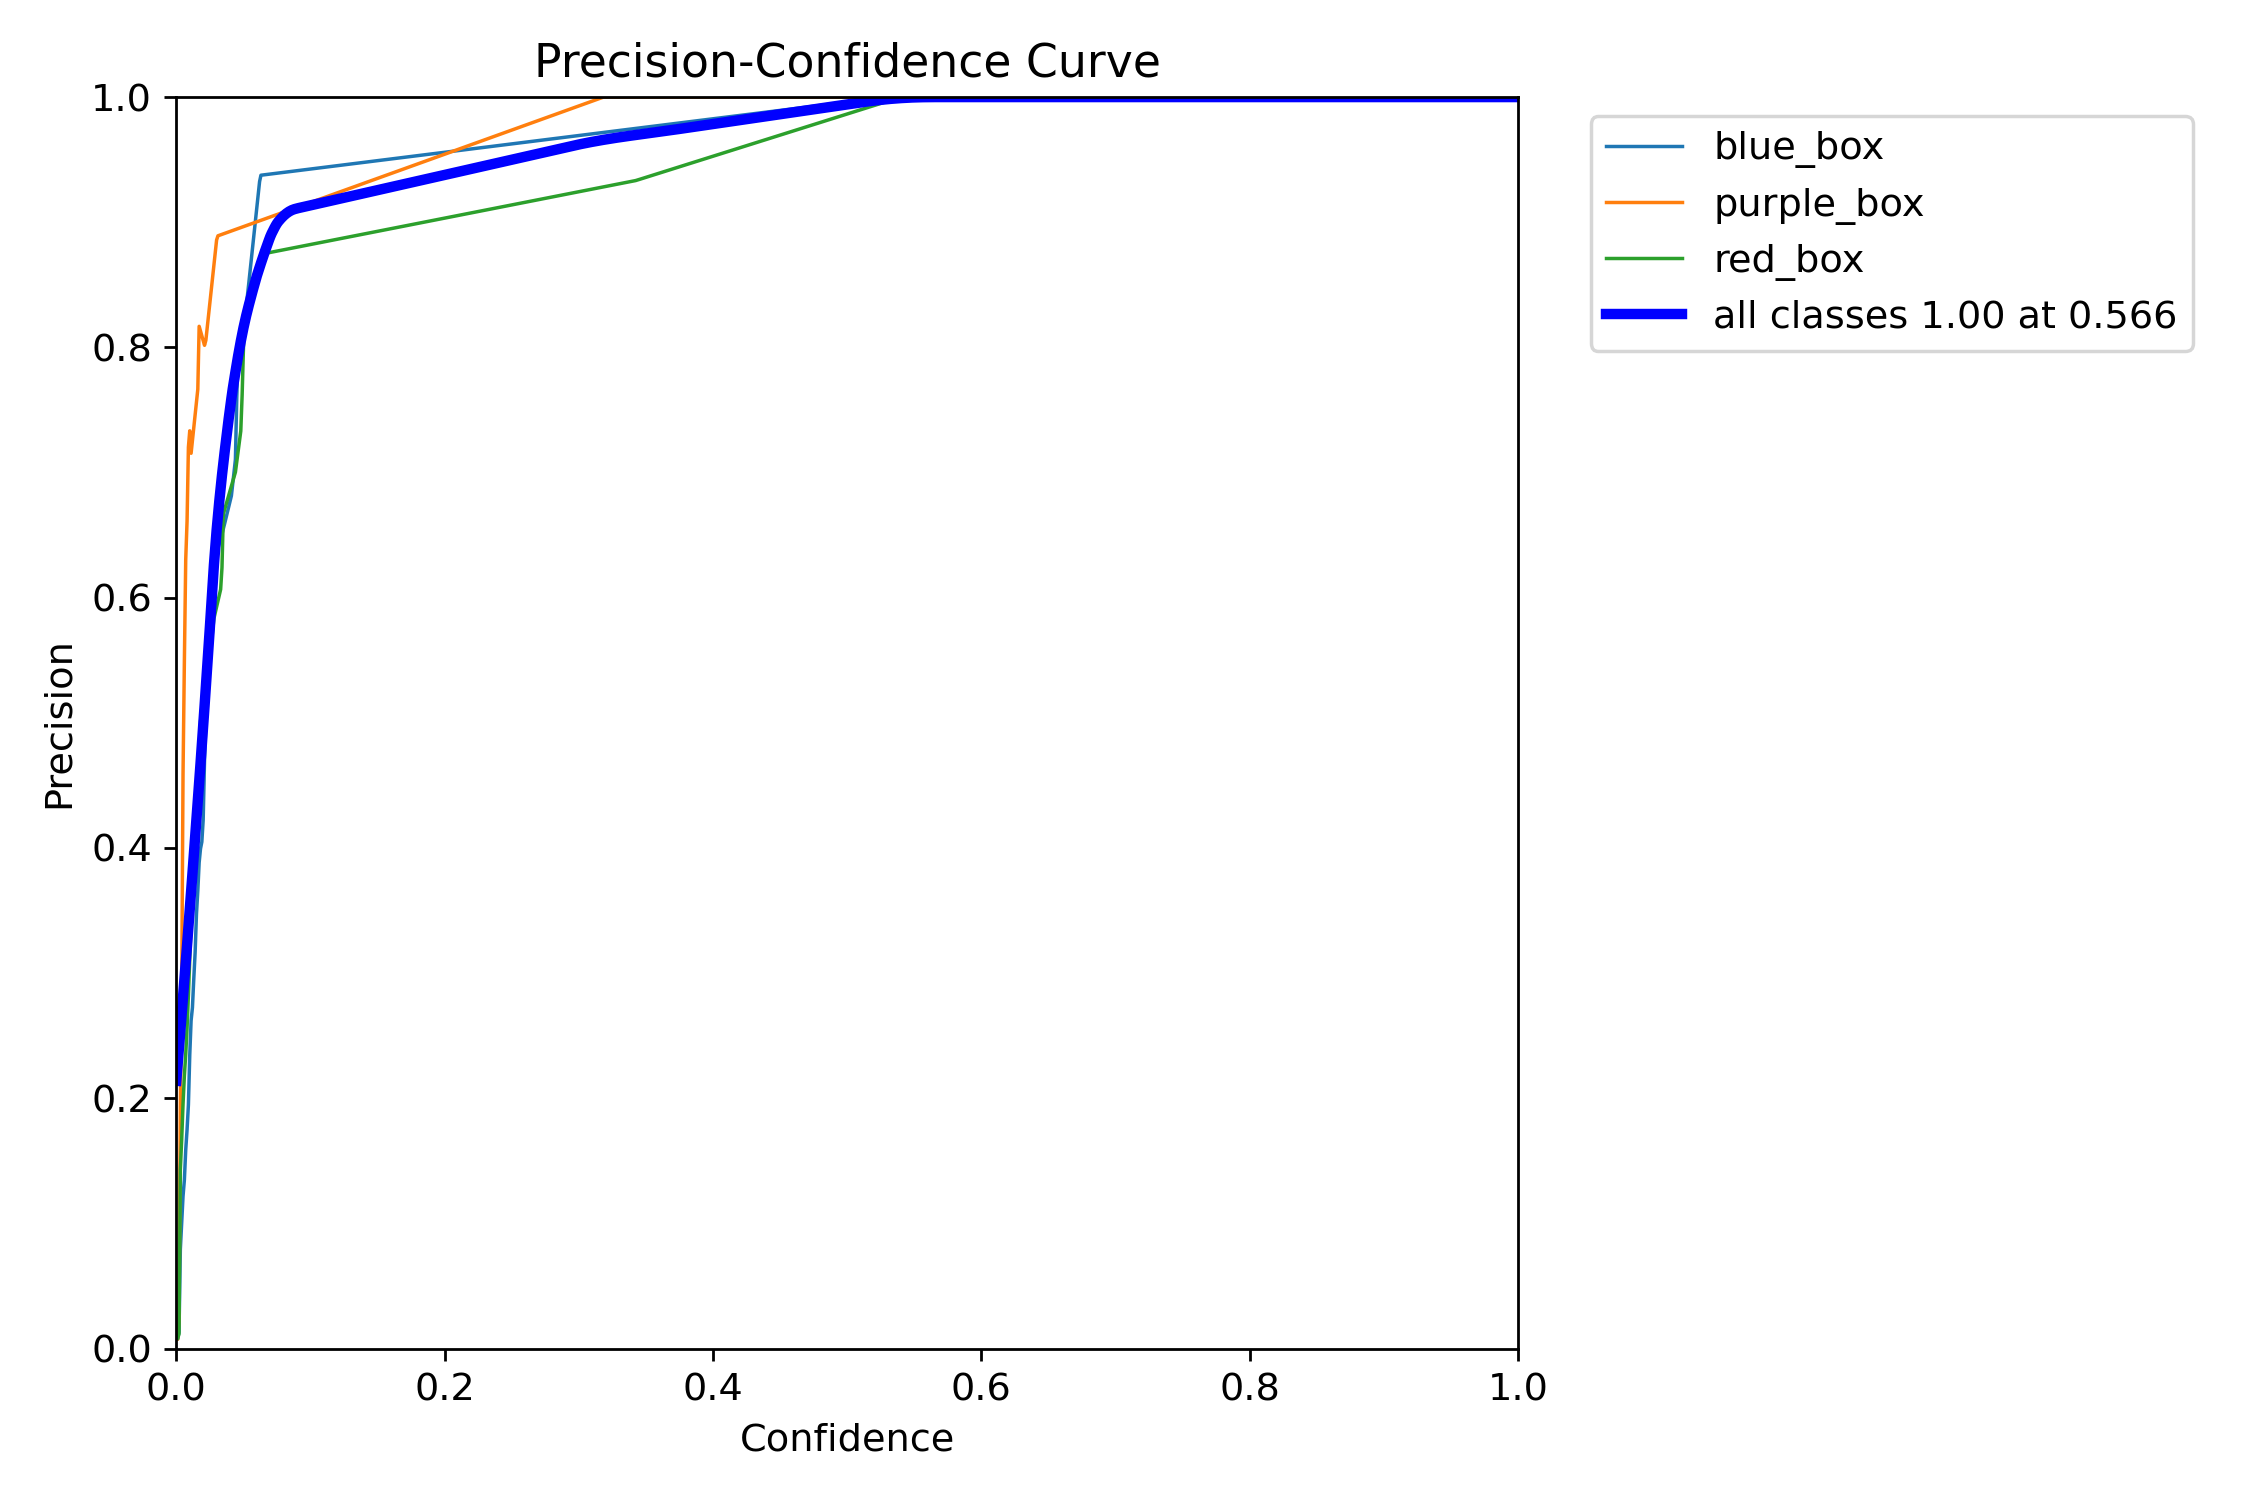 Precision-Confidence Curve
1.0
0.8
0.6
0.4
0.2
0.0
Precision
0.0 0.2 0.4 0.6 0.8 1.0
Confidence
blue_box
purple_box
red_box
all classes 1.00 at 0.566